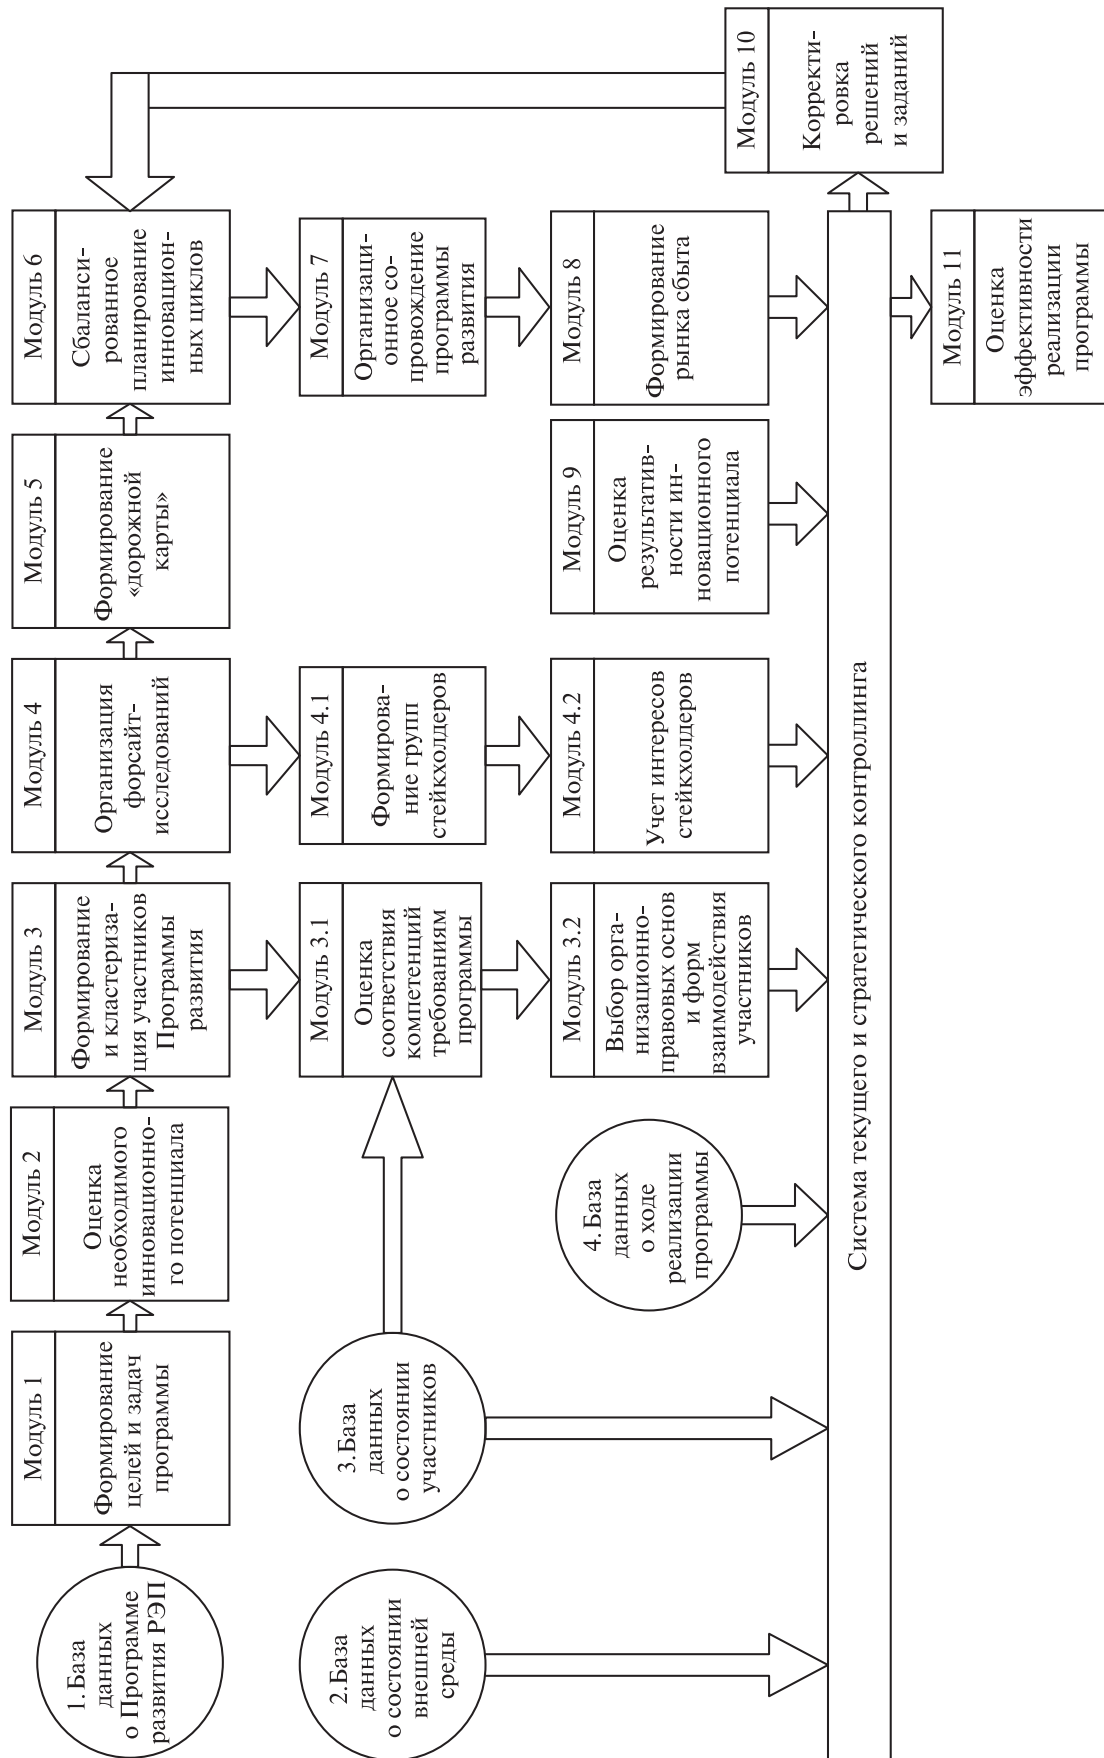 1. База
данных
о Программе
развития РЭП
Модуль 1
Формирование
целей и задач
программы
Модуль 2
Оценка
необходимого
инновационно-
го потенциала
Модуль 3
Формирование
и кластериза-
ция участников
Программы
развития
Модуль 4
Организация
форсайт-
исследований
Модуль 5
Формирование
«дорожной
карты»
Модуль 6
Сбаланси-
рованное
планирование
инновацион-
ных циклов
2. База
данных
о состоянии
внешней
среды
3. База
данных
о состоянии
участников
Модуль 3.1
Оценка
соответствия
компетенций
требованиям
программы
Модуль 4.1
Формирова-
ние групп
стейкхолдеров
Модуль 7
Организаци-
онное со-
провождение
программы
развития
4. База
данных
о ходе
реализации
программы
Модуль 3.2
Выбор орга-
низационно-
правовых основ
и форм
взаимодействия
участников
Модуль 4.2
Учет интересов
стейкхолдеров
Модуль 9
Оценка
результатив-
ности ин-
новационного
потенциала
Модуль 8
Формирование
рынка сбыта
Модуль 10
Корректи-
ровка
решений
и заданий
Система текущего и стратегического контроллинга
Модуль 11
Оценка
эффективности
реализации
программы